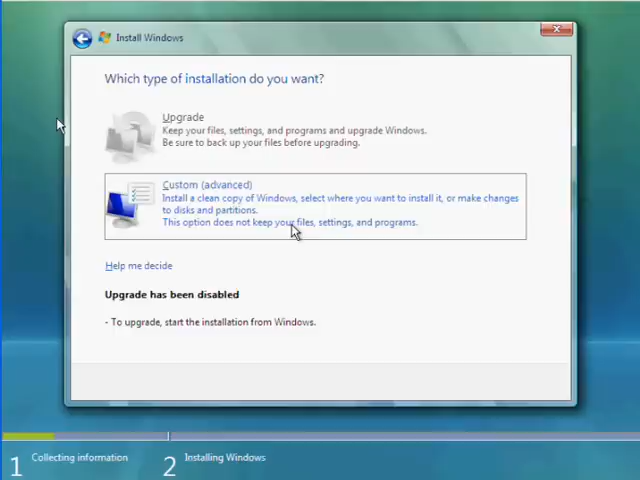 Install Windows
Which type of installation do you want?
Upgrade
Keep your files, settings, and programs and upgrade Windows.
Be sure to back up your files before upgrading.
Custom (advanced)
Install a clean copy of Windows, select where you want to install it, or make changes
to disks and partitions.
This option does not keep your files, settings, and programs.
Help me decide
Upgrade has been disabled
- To upgrade, start the installation from Windows.
1 Collecting information 2 Installing Windows